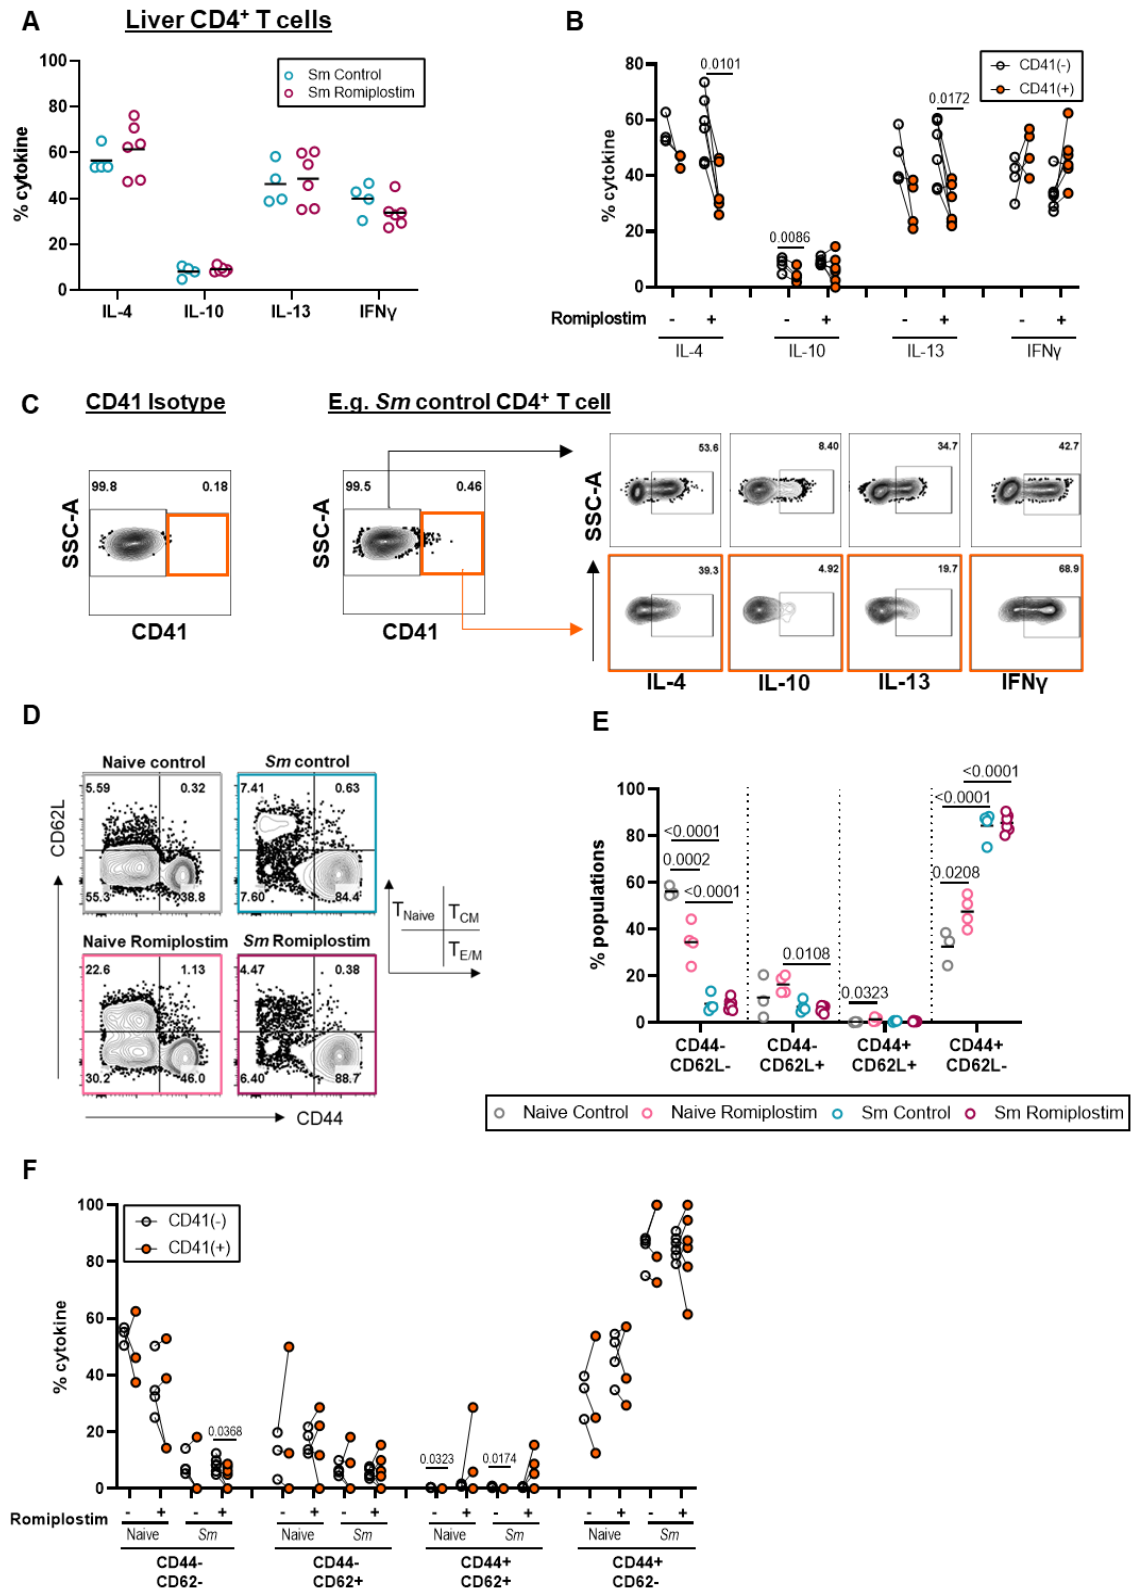 A
Liver CD4+ T cells
Sm Control
Sm Romiplostim
% cytokine
100
80
60
40
20
0
IL-4 IL-10 IL-13 IFNγ
B
CD41(-)
CD41(+)
% cytokine
80
60
40
20
0
0.0101
0.0086
0.0172
Romiplostim - + - + - + - +
IL-4 IL-10 IL-13 IFNγ
C
CD41 Isotype
E.g. Sm control CD4+ T cell
99.8 0.18
SSC-A
CD41
99.5 0.46
SSC-A
CD41
SSC-A
53.6 8.40 34.7 42.7
39.3 4.92 19.7 68.9
IL-4 IL-10 IL-13 IFNγ
D
Naive control
Sm control
CD62L
5.59 0.32
55.3 38.8
7.41 0.63
7.60 84.4
Naive Romiplostim
Sm Romiplostim
22.6 1.13
30.2 46.0
4.47 0.38
6.40 88.7
CD44
TNaive TCM
TE/M
E
% populations
100
80
60
40
20
0
<0.0001
0.0002
<0.0001
0.0108
0.0323
<0.0001
<0.0001
0.0208
CD44- CD44- CD44+ CD44+
CD62L- CD62L+ CD62L+ CD62L-
Naive Control Naive Romiplostim Sm Control Sm Romiplostim
F
CD41(-)
CD41(+)
% cytokine
100
80
60
40
20
0
0.0368
0.0323
0.0174
Romiplostim - + - + - + - + - + - + - + - +
Naive Sm Naive Sm Naive Sm Naive Sm
CD44- CD44- CD44+ CD44+
CD62- CD62+ CD62+ CD62-